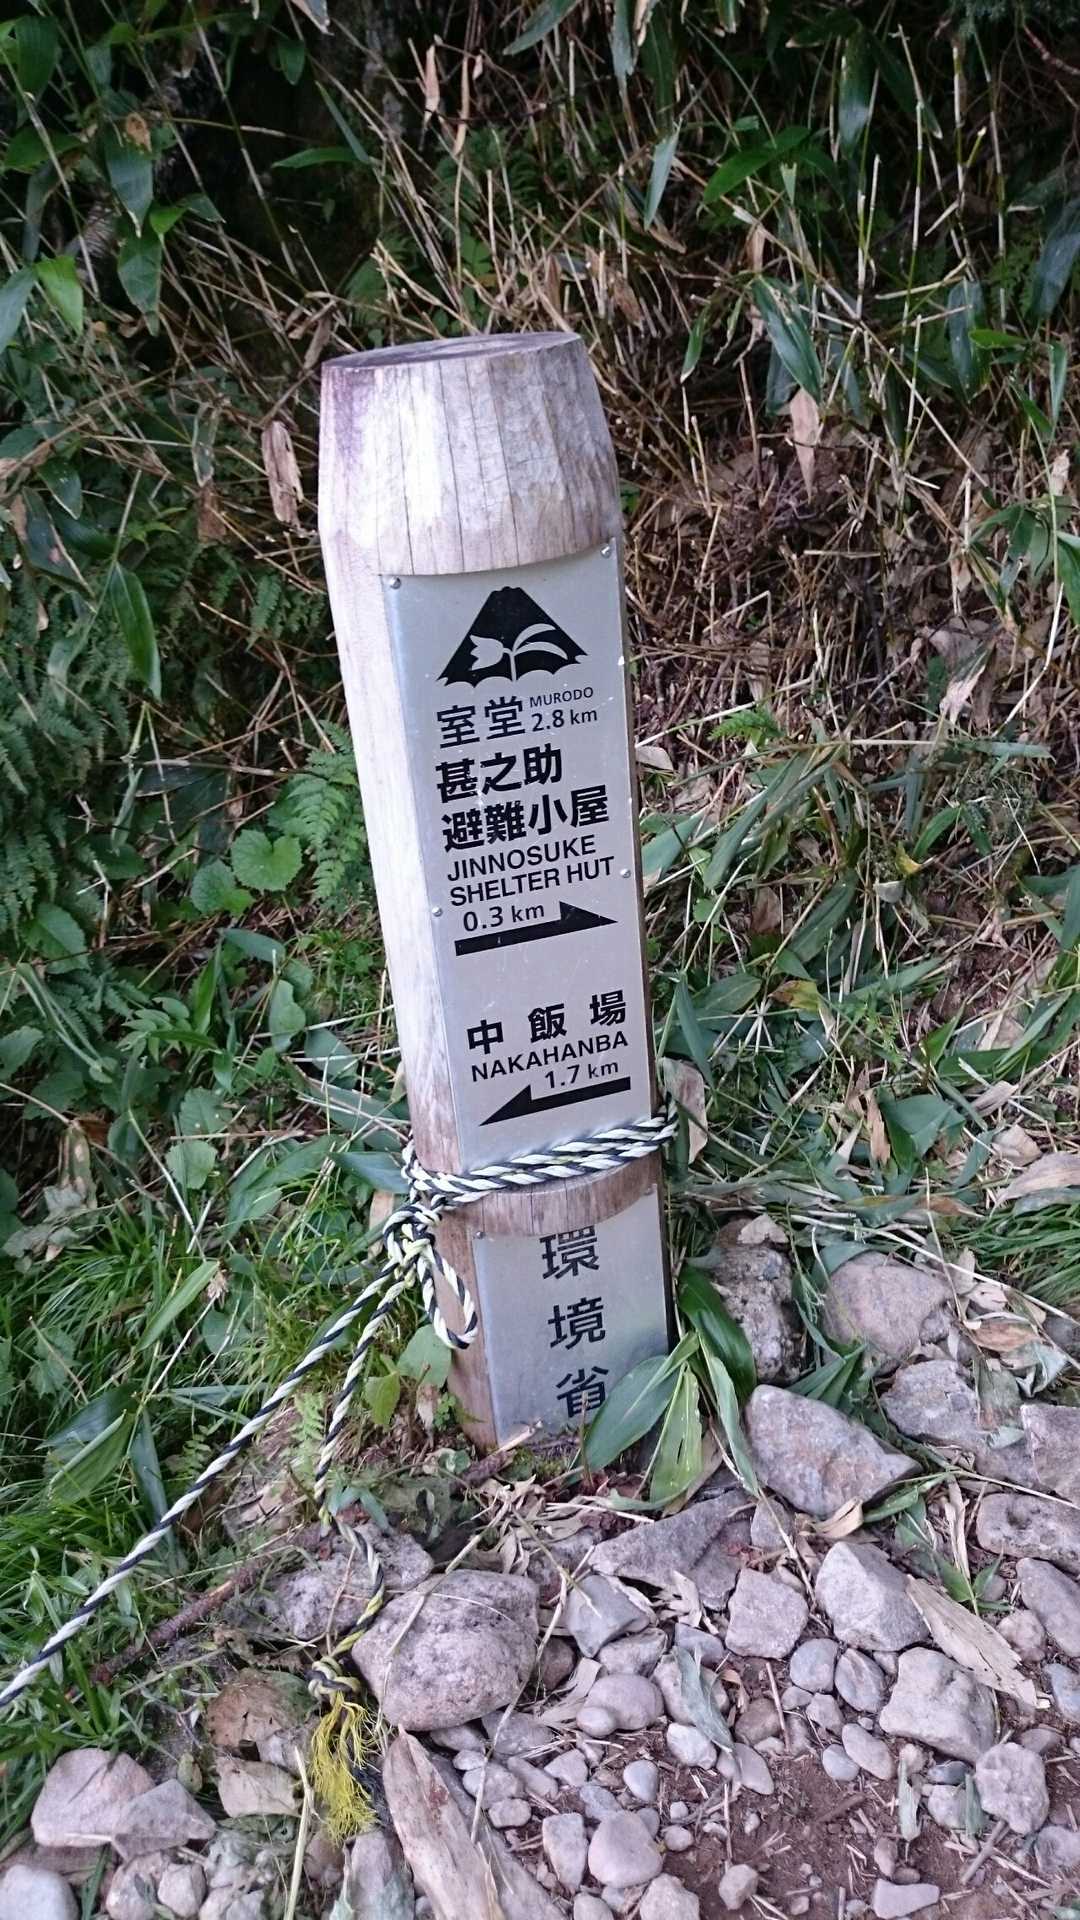 室堂 MURODO 2.8 km
甚之助
避難小屋
JINNOSUKE
SHELTER HUT
0.3 km
中飯場
NAKAHANBA
1.7 km
環
境
省